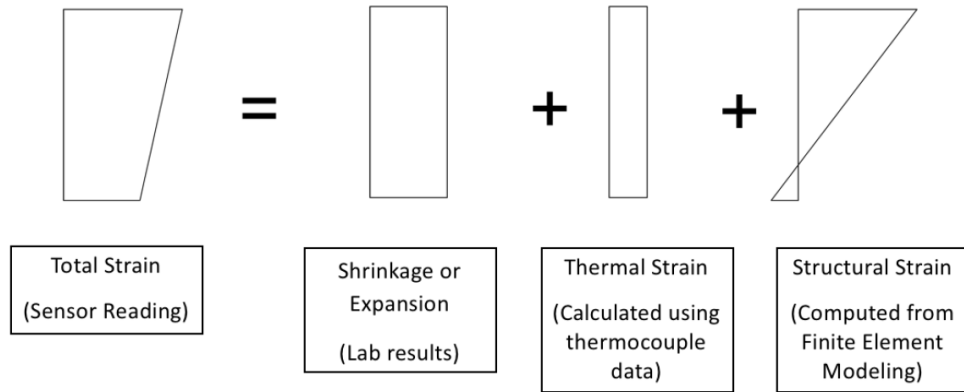 =
+
+
Total Strain
(Sensor Reading)
Shrinkage or
Expansion
(Lab results)
Thermal Strain
(Calculated using
thermocouple
data)
Structural Strain
(Computed from
Finite Element
Modeling)